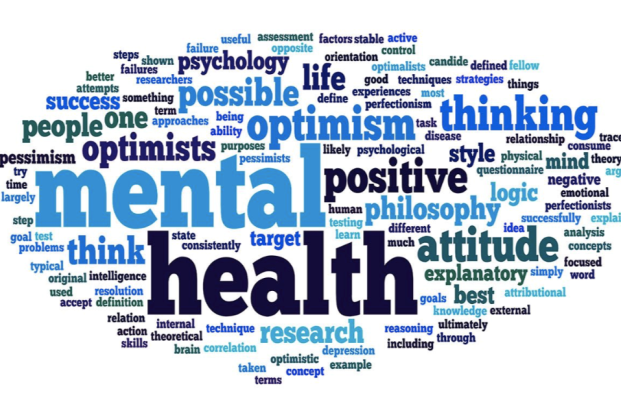 useful assessment factors stable active
failure opposite control
steps shown psychology orientation
failures researchers life optimalists candide defined fellow
better possible good techniques strategies things
attempts define experiences most
success something perfectionism thinking
term optimism
people one approaches being ability task relationship
optimists purposes disease consume
pessimism pessimists likely psychological style physical mind theory
try mental positive questionnaire negative
time logic emotional
largely human philosophy perfectionists
step testing successfully
goal test state target learn different idea analysis
problems think consistently much attitude concepts
typical health focused
original intelligence explanatory simply word
used resolution goals best attributional
accept definition knowledge external
relation internal technique research reasoning ultimately
action theoretical including through
skills brain correlation depression
optimistic example
taken concept
terms